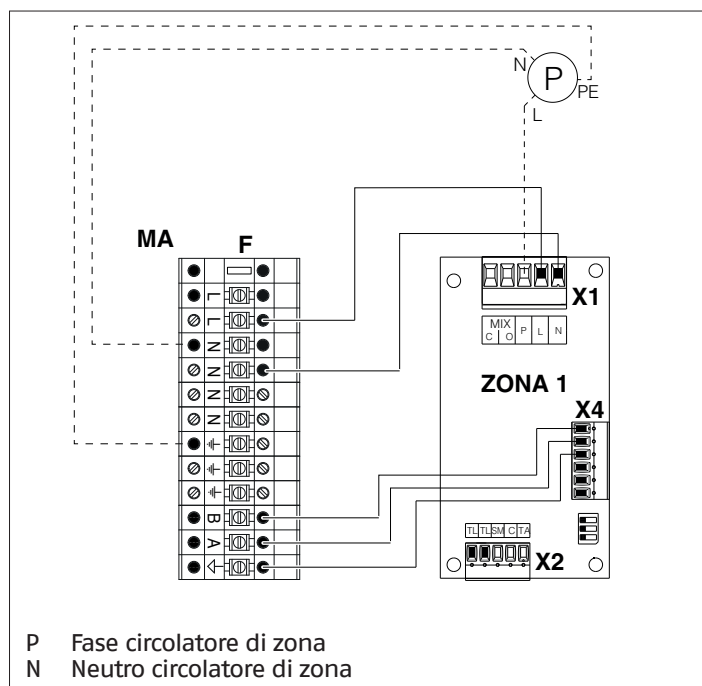 N
P
PE
L
MA
F
L
L
N
N
N
N
B
A
X1
MIX
C O P L N
ZONA 1
X4
TL TL SM C TA
X2
P Fase circolatore di zona
N Neutro circolatore di zona